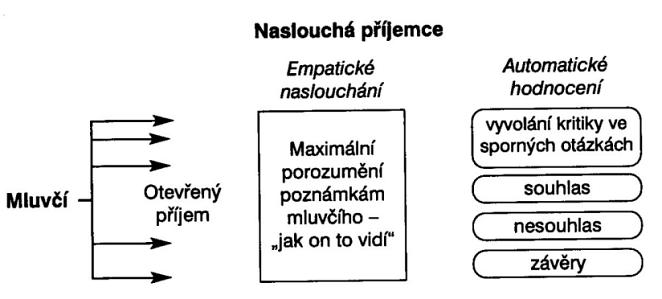 Naslouchá příjemce
Empatické
naslouchání
Automatické
hodnocení
Mluvčí
Otevřený
příjem
Maximální
porozumění
poznámkám
mluvčího –
„jak on to vidí“
vyvolání kritiky ve
sporných otázkách
souhlas
nesouhlas
závěry